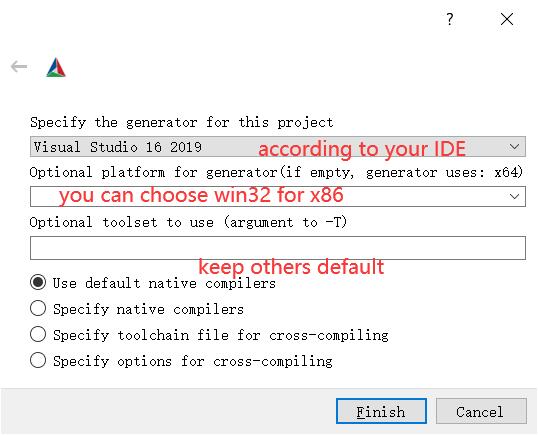 ?
Specify the generator for this project
Visual Studio 16 2019
according to your IDE
Optional platform for generator(if empty, generator uses: x64)
you can choose win32 for x86
Optional toolset to use (argument to -T)
keep others default
Use default native compilers
Specify native compilers
Specify toolchain file for cross-compiling
Specify options for cross-compiling
Finish
Cancel